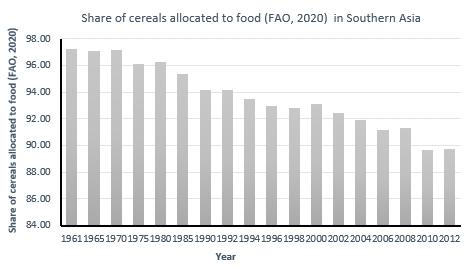 Share of cereals allocated to food (FAO, 2020)  in Southern Asia
Share of cereals allocated to food (FAO, 2020)
98.00
96.00
94.00
92.00
90.00
88.00
86.00
84.00
1961 1965 1970 1975 1980 1985 1990 1992 1994 1996 1998 2000 2002 2004 2006 2008 2010 2012
Year